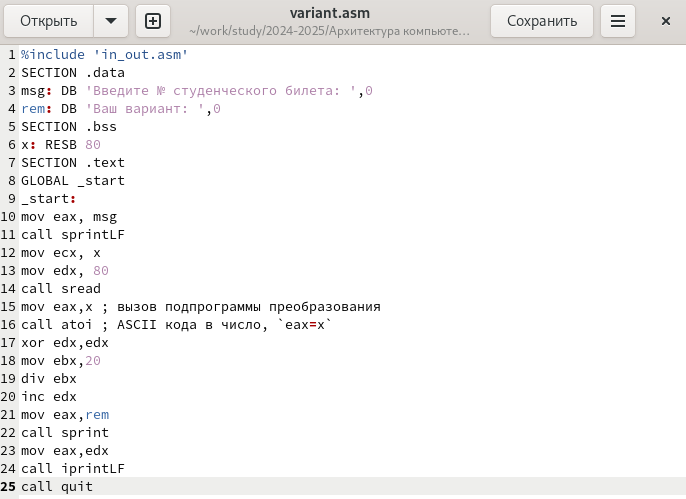 Открыть
variant.asm
~/work/study/2024-2025/Архитектура компьюте…
Сохранить
1 %include 'in_out.asm'
2 SECTION .data
3 msg: DB 'Введите № студенческого билета: ',0
4 rem: DB 'Ваш вариант: ',0
5 SECTION .bss
6 x: RESB 80
7 SECTION .text
8 GLOBAL _start
9 _start:
10 mov eax, msg
11 call sprintLF
12 mov ecx, x
13 mov edx, 80
14 call sread
15 mov eax,x ; вызов подпрограммы преобразования
16 call atoi ; ASCII кода в число, `eax=x`
17 xor edx,edx
18 mov ebx,20
19 div ebx
20 inc edx
21 mov eax,rem
22 call sprint
23 mov eax,edx
24 call iprintLF
25 call quit